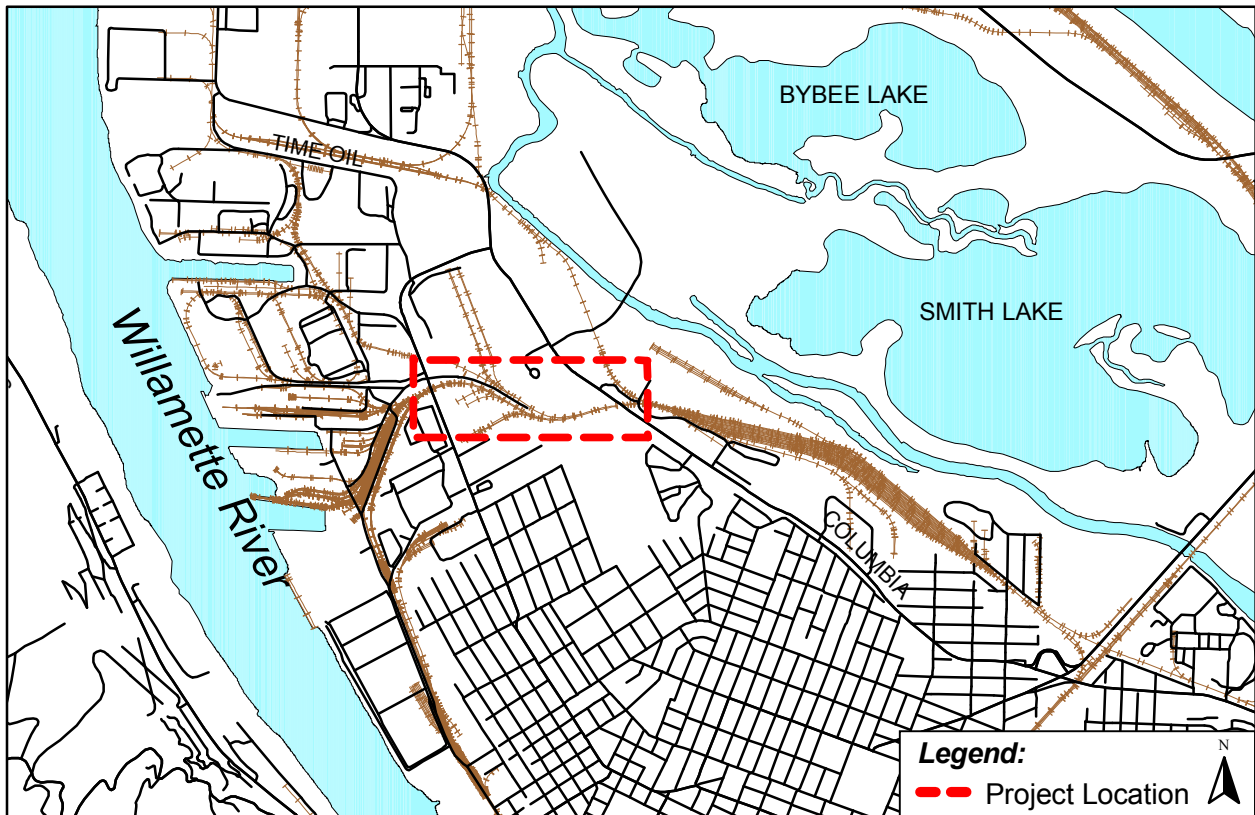 BYBEE LAKE
TIME OIL
SMITH LAKE
Willamette River
COLUMBIA
Legend:
N
Project Location